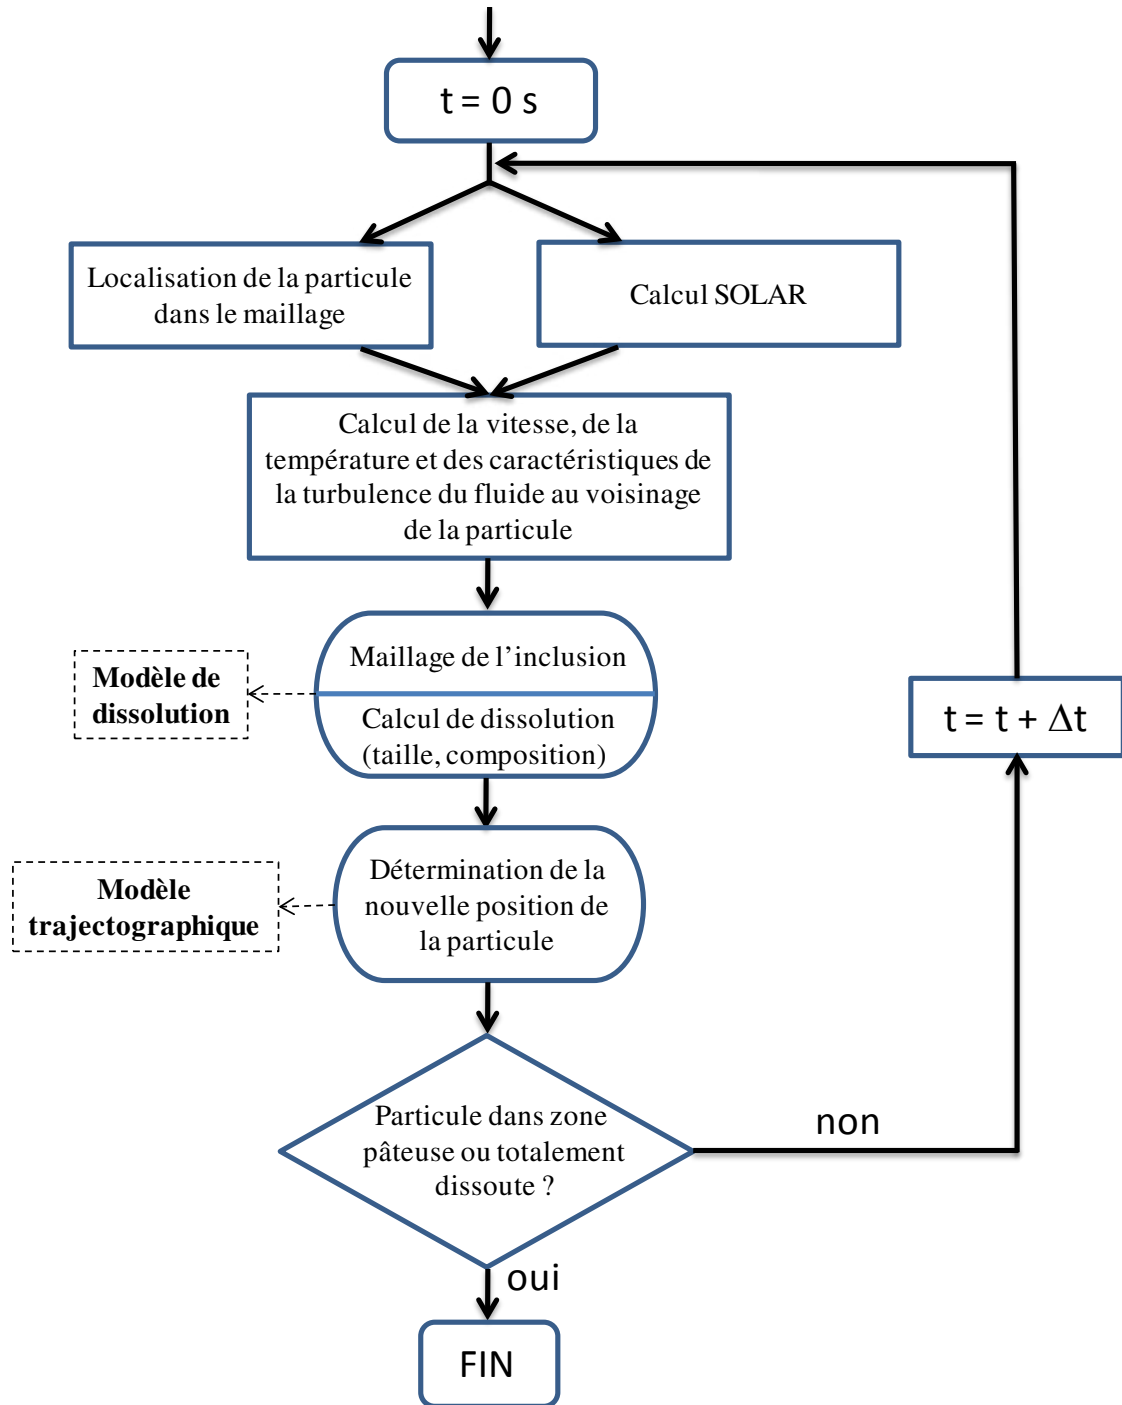 t = 0 s
Localisation de la particule
dans le maillage
Calcul SOLAR
Calcul de la vitesse, de la
température et des caractéristiques de
la turbulence du fluide au voisinage
de la particule
Maillage de l’inclusion
Modèle de
dissolution
Calcul de dissolution
(taille, composition)
t = t + Δt
Modèle
trajectographique
Détermination de la
nouvelle position de
la particule
Particule dans zone
pâteuse ou totalement
dissoute ?
non
oui
FIN